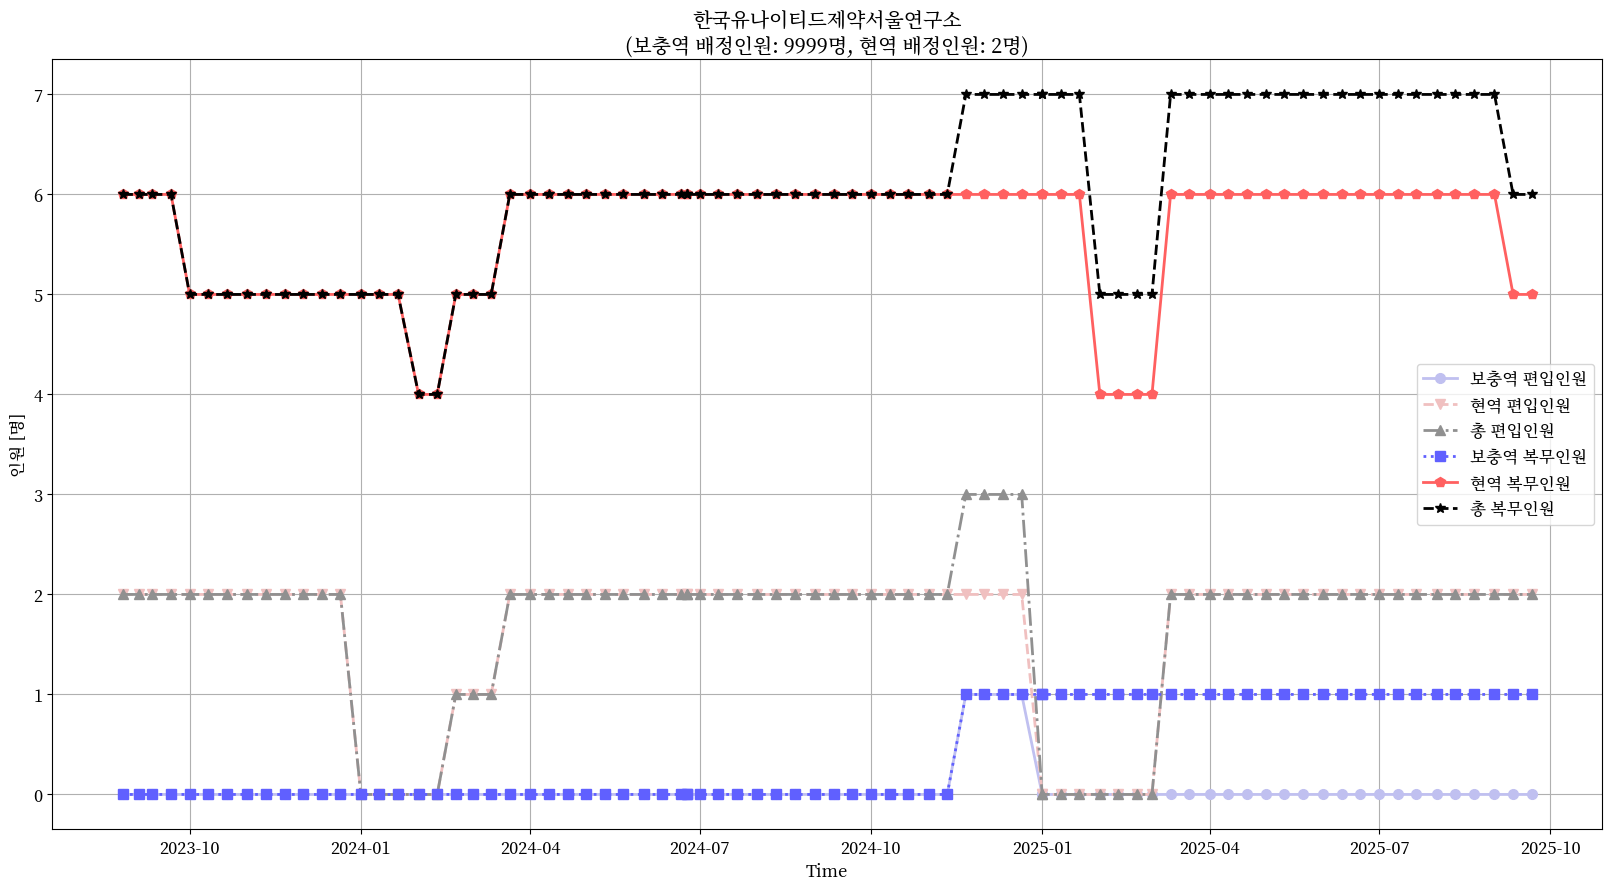 한국유나이티드제약서울연구소
(보충역 배정인원: 9999명, 현역 배정인원: 2명)
인원 [명]
7
6
5
4
3
2
1
0
보충역 편입인원
현역 편입인원
총 편입인원
보충역 복무인원
현역 복무인원
총 복무인원
2023-10
2024-01
2024-04
2024-07
2024-10
2025-01
2025-04
2025-07
2025-10
Time